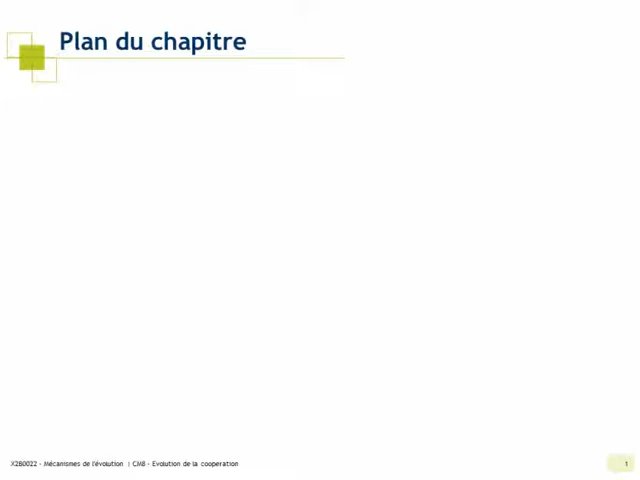 Plan du chapitre
X2B0022 - Mécanismes de l'évolution | CM8 - Evolution de la cooperation
1